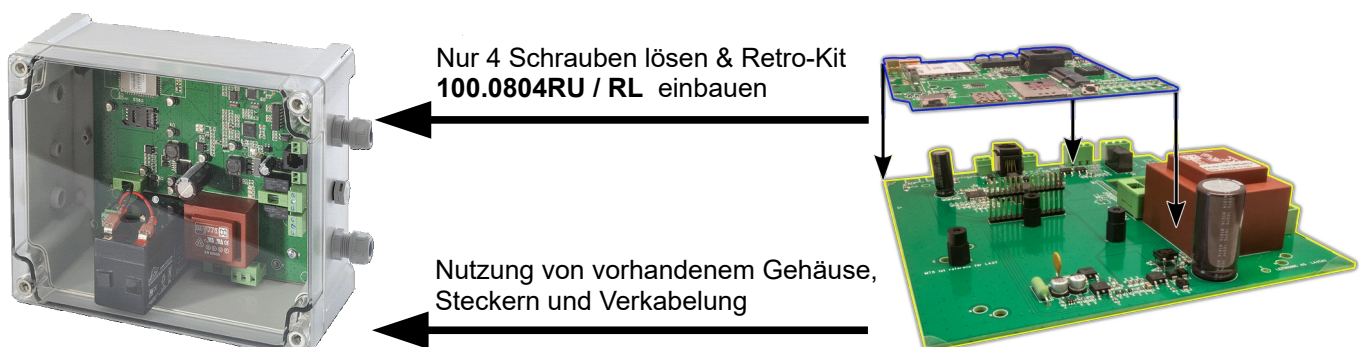 Nur 4 Schrauben lösen & Retro-Kit
100.0804RU / RL einbauen
Nutzung von vorhandenem Gehäuse,
Steckern und Verkabelung